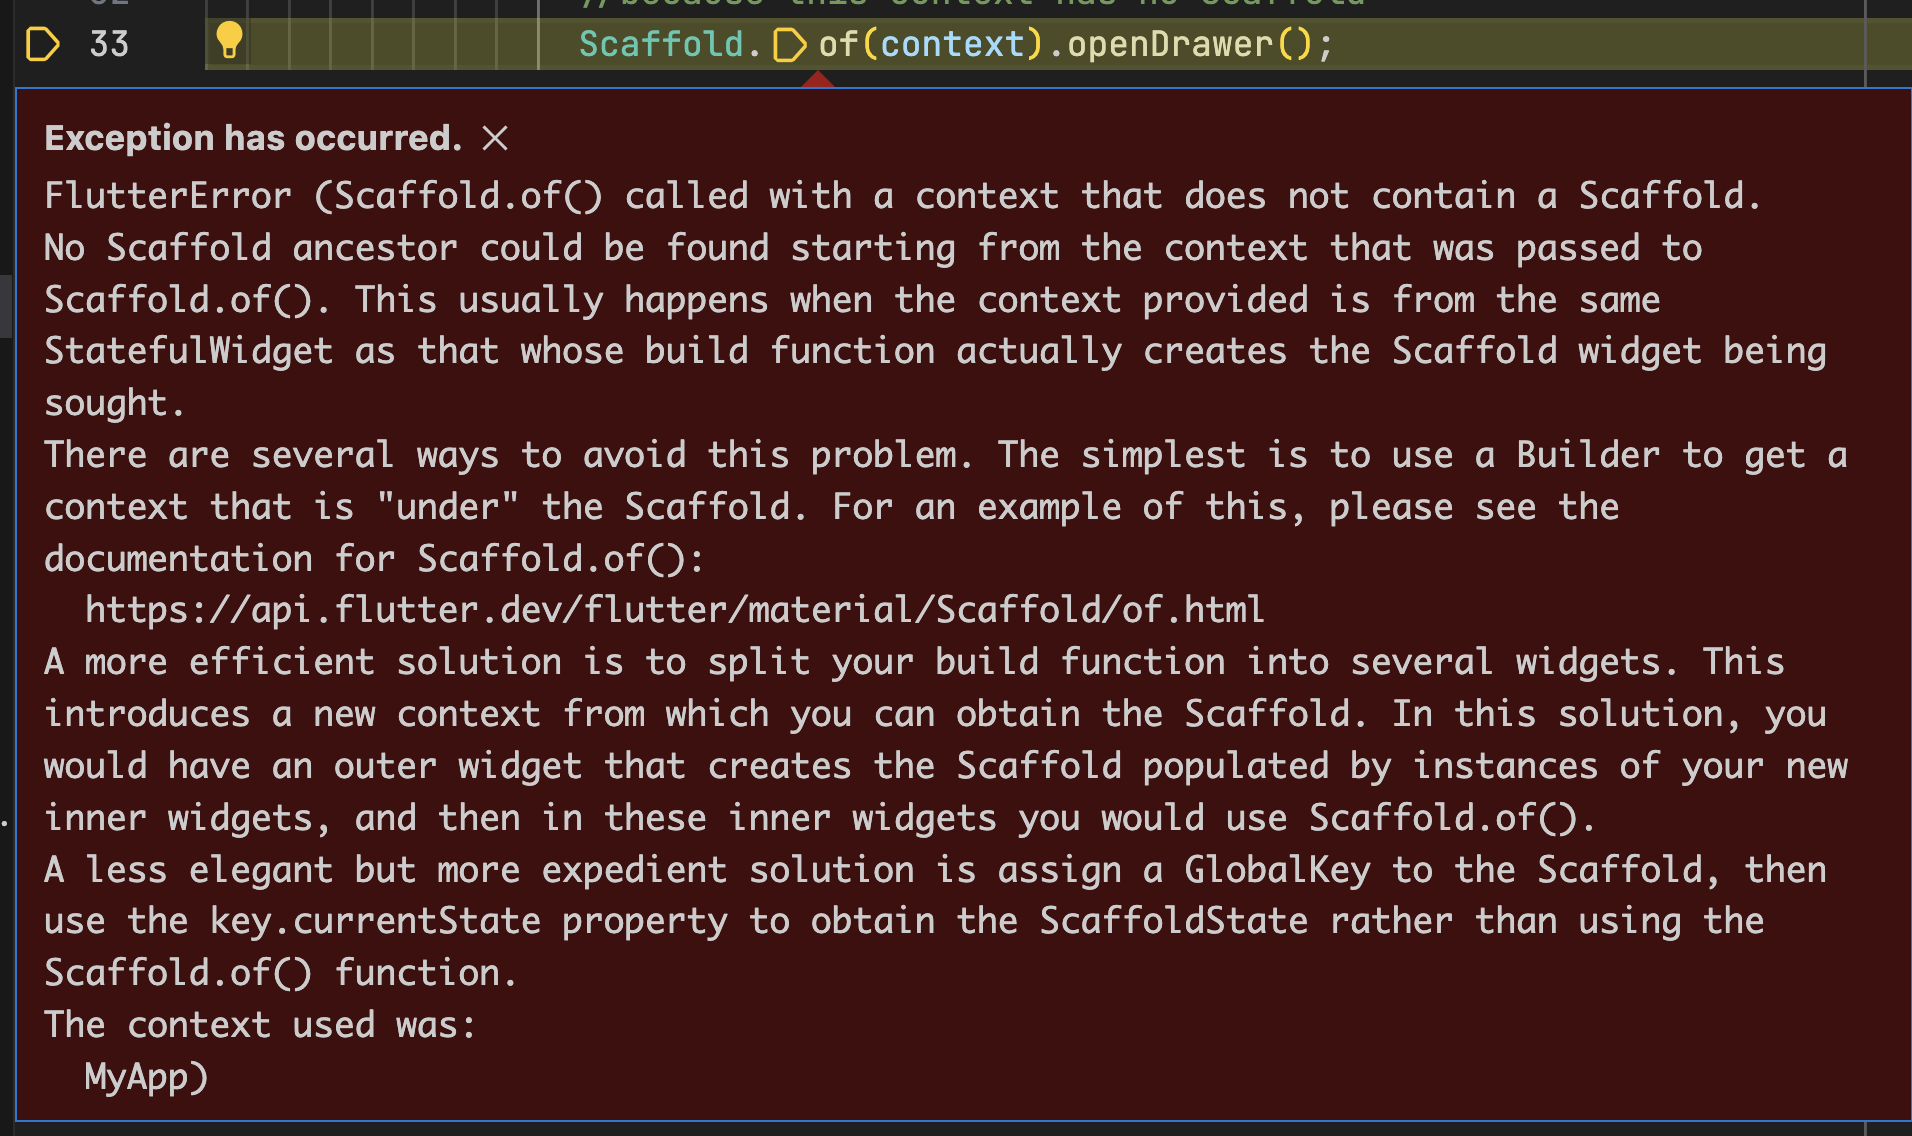 //because this context has no Scaffold
33 Scaffold.of(context).openDrawer();
Exception has occurred.
FlutterError (Scaffold.of() called with a context that does not contain a Scaffold.
No Scaffold ancestor could be found starting from the context that was passed to
Scaffold.of(). This usually happens when the context provided is from the same
StatefulWidget as that whose build function actually creates the Scaffold widget being
sought.
There are several ways to avoid this problem. The simplest is to use a Builder to get a
context that is "under" the Scaffold. For an example of this, please see the
documentation for Scaffold.of():
https://api.flutter.dev/flutter/material/Scaffold/of.html
A more efficient solution is to split your build function into several widgets. This
introduces a new context from which you can obtain the Scaffold. In this solution, you
would have an outer widget that creates the Scaffold populated by instances of your new
inner widgets, and then in these inner widgets you would use Scaffold.of().
A less elegant but more expedient solution is assign a GlobalKey to the Scaffold, then
use the key.currentState property to obtain the ScaffoldState rather than using the
Scaffold.of() function.
The context used was:
MyApp)